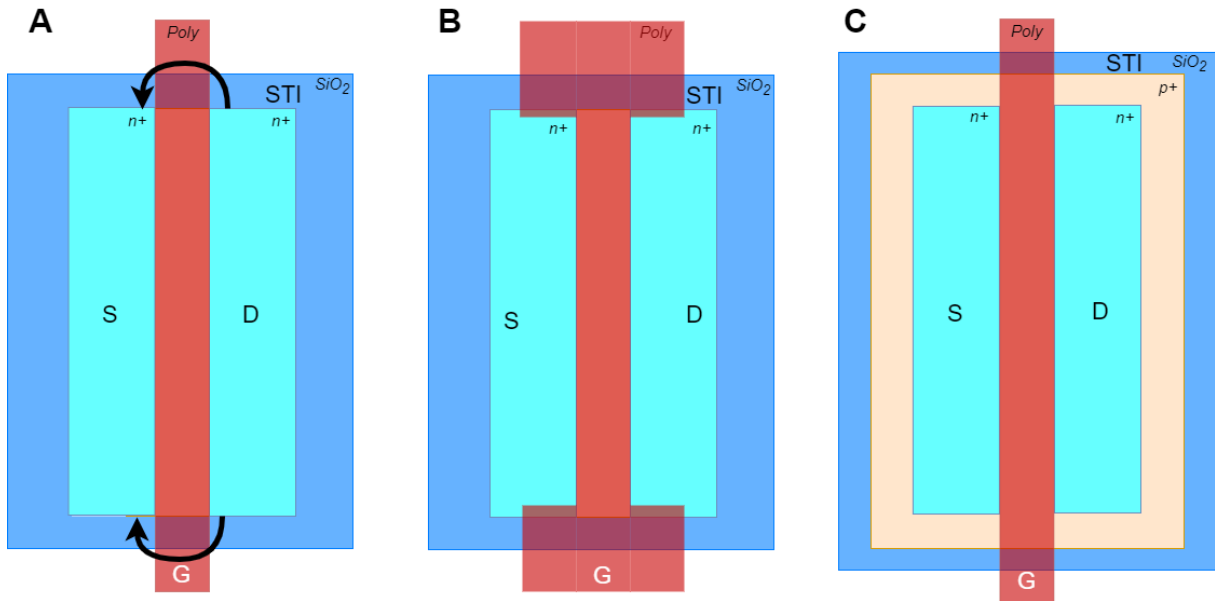 A
Poly
SiO2
STI
n+
n+
S
D
G
B
Poly
SiO2
STI
n+
n+
S
D
G
C
Poly
SiO2
STI
p+
n+
n+
S
D
G